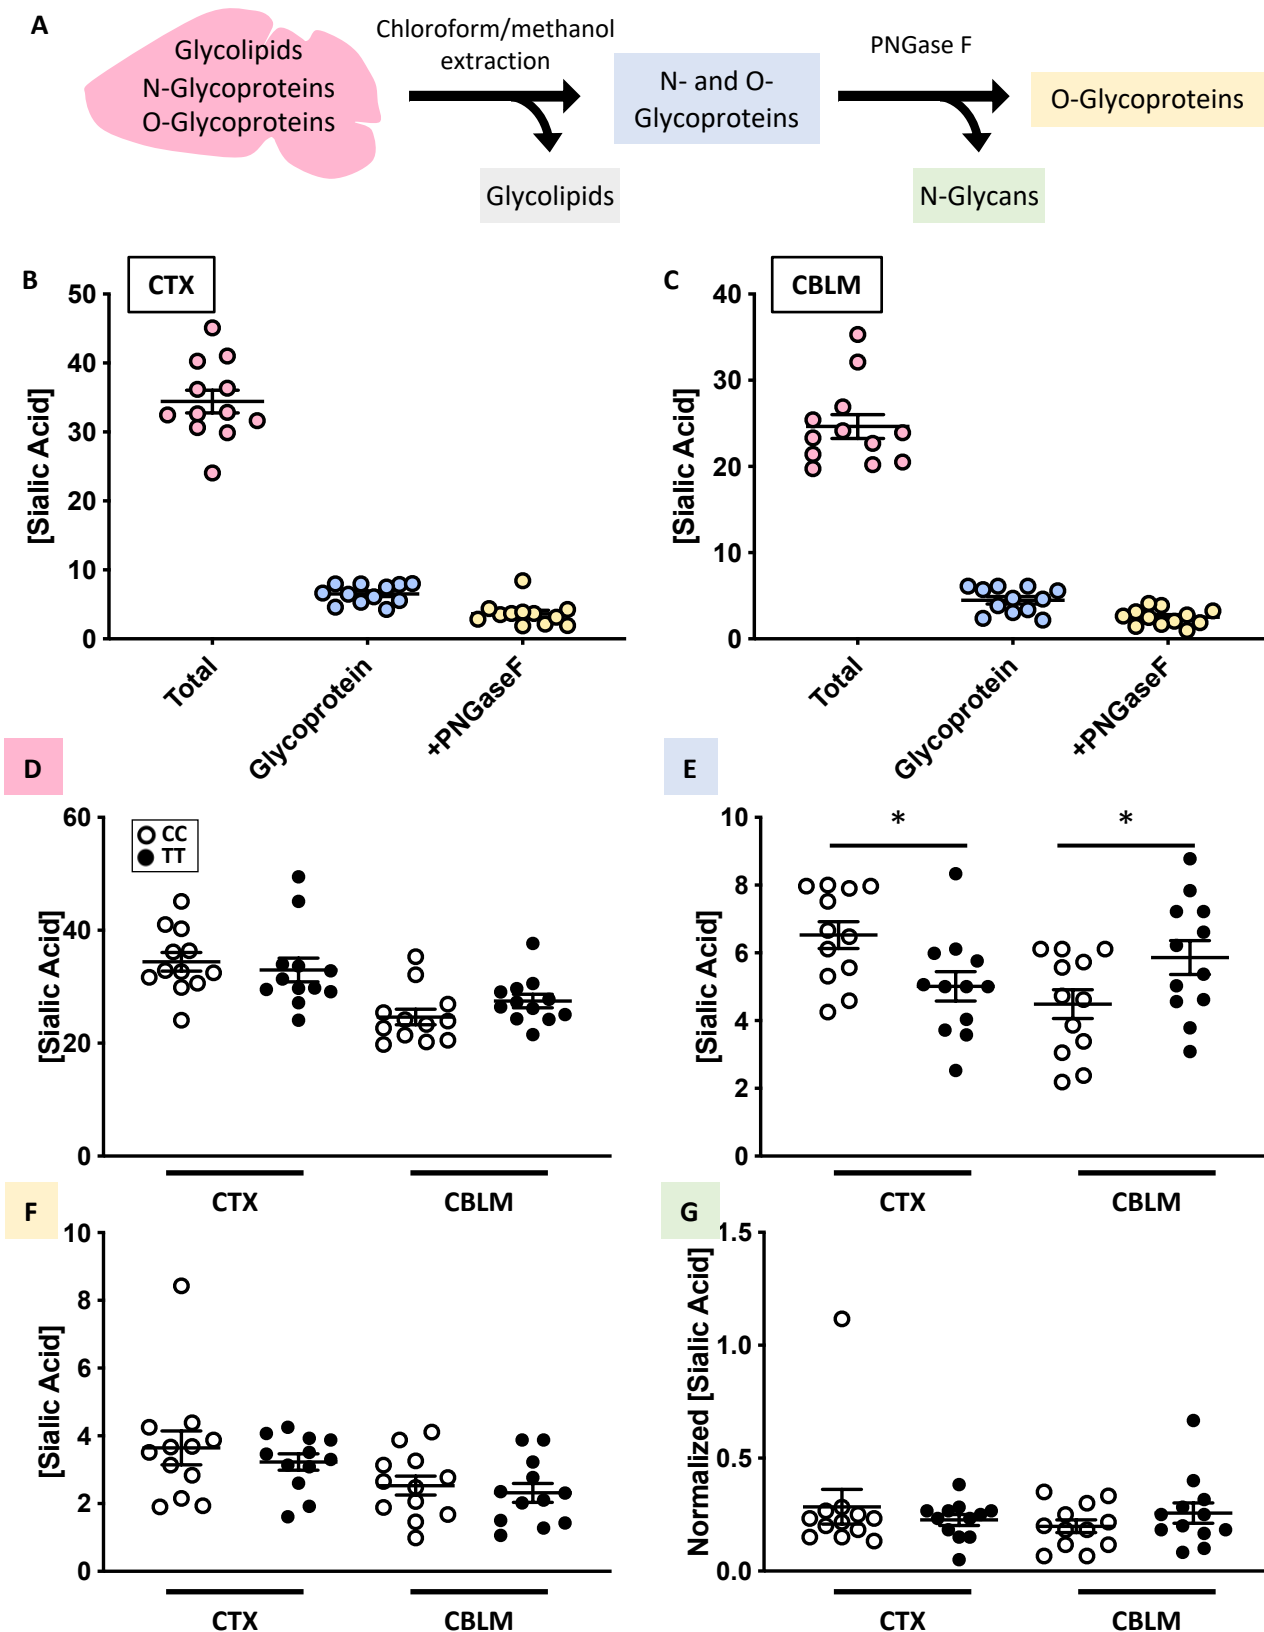 A
Glycolipids
N-Glycoproteins
O-Glycoproteins
Chloroform/methanol
extraction
Glycolipids
N- and O-
Glycoproteins
PNGase F
N-Glycans
O-Glycoproteins
B
CTX
[Sialic Acid]
50
40
30
20
10
0
Total
Glycoprotein
+PNGaseF
C
CBLM
[Sialic Acid]
40
30
20
10
0
Total
Glycoprotein
+PNGaseF
D
CC
TT
[Sialic Acid]
60
40
20
0
CTX
CBLM
E
[Sialic Acid]
10
8
6
4
2
0
*
*
CTX
CBLM
F
[Sialic Acid]
10
8
6
4
2
0
CTX
CBLM
G
Normalized [Sialic Acid]
1.5
1.0
0.5
0.0
CTX
CBLM